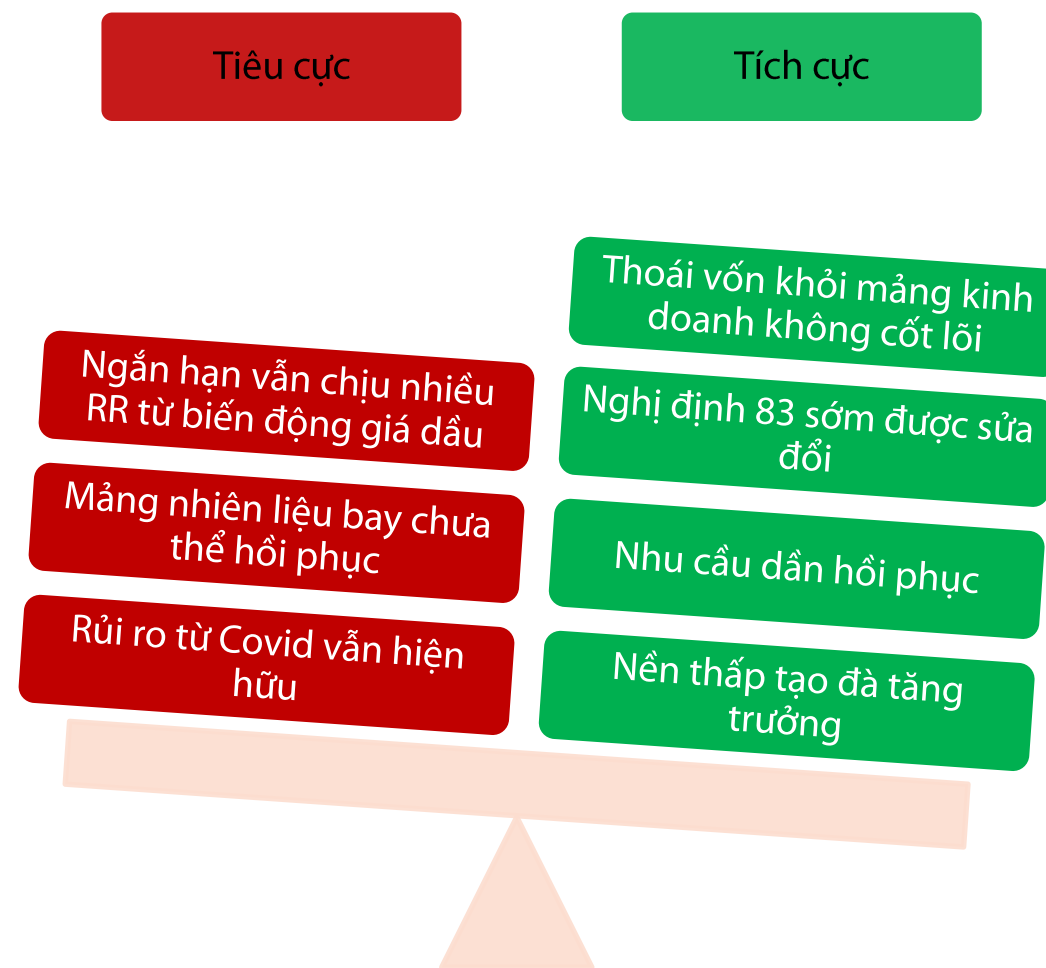 Tiêu cực
Tích cực
Ngắn hạn vẫn chịu nhiều
RR từ biến động giá dầu
Mảng nhiên liệu bay chưa
thể hồi phục
Rủi ro từ Covid vẫn hiện
hữu
Thoái vốn khỏi mảng kinh
doanh không cốt lõi
Nghị định 83 sớm được sửa
đổi
Nhu cầu dần hồi phục
Nền thấp tạo đà tăng
trưởng